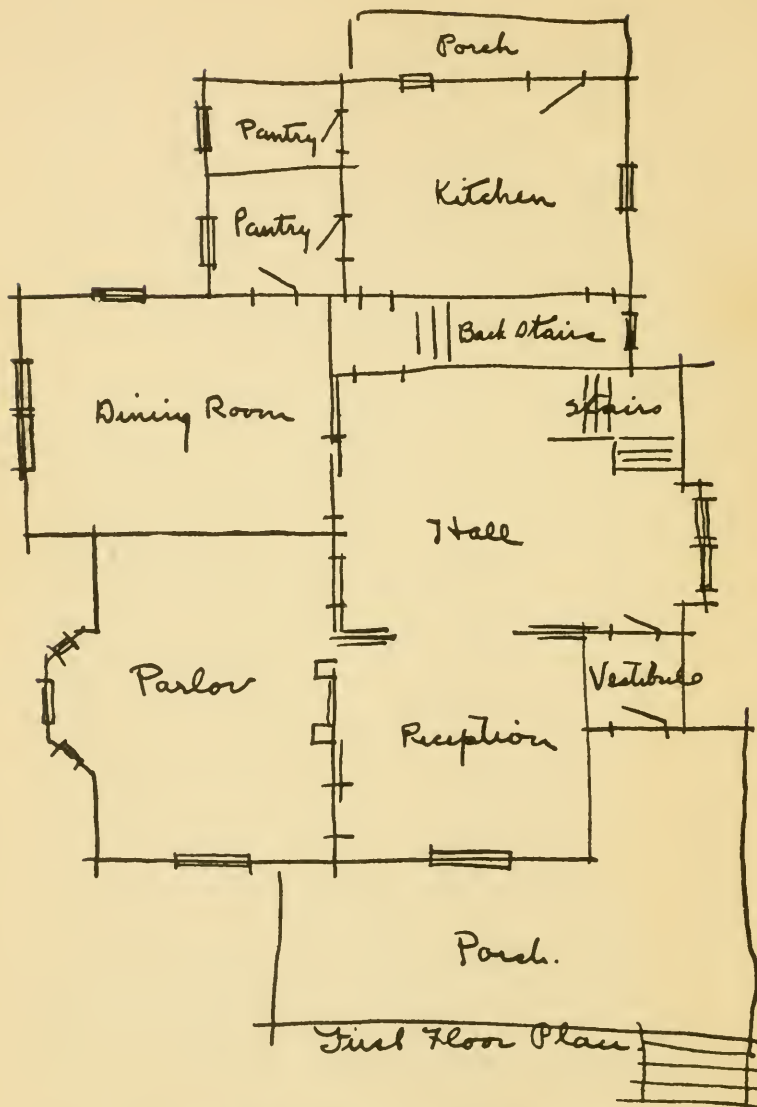 Porch
Pantry
Kitchen
Pantry
Back Stairs
Stairs
Dining Room
Hall
Parlor
Vestibule
Reception
Porch.
First Floor Plan